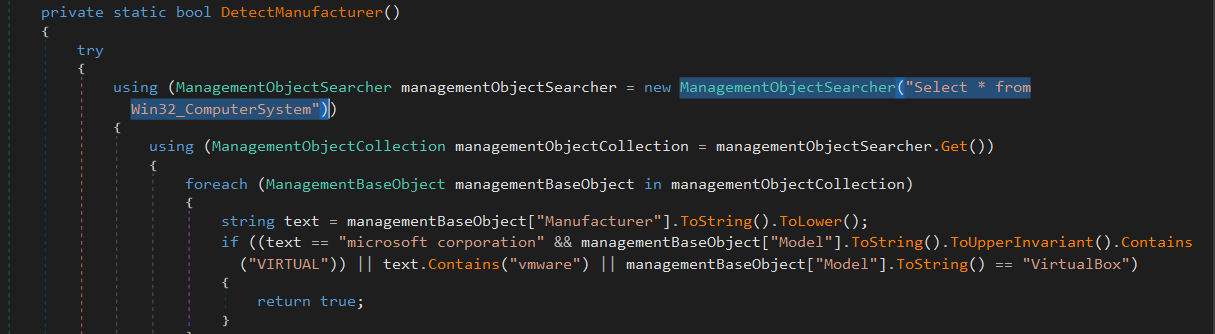 private static bool DetectManufacturer()
{
try
{
using (ManagementObjectSearcher managementObjectSearcher = new ManagementObjectSearcher("Select * from
Win32_ComputerSystem"))
{
using (ManagementObjectCollection managementObjectCollection = managementObjectSearcher.Get())
{
foreach (ManagementBaseObject managementBaseObject in managementObjectCollection)
{
string text = managementBaseObject["Manufacturer"].ToString().ToLower();
if ((text == "microsoft corporation" && managementBaseObject["Model"].ToString().ToUpperInvariant().Contains
("VIRTUAL")) || text.Contains("vmware") || managementBaseObject["Model"].ToString() == "VirtualBox")
{
return true;
}